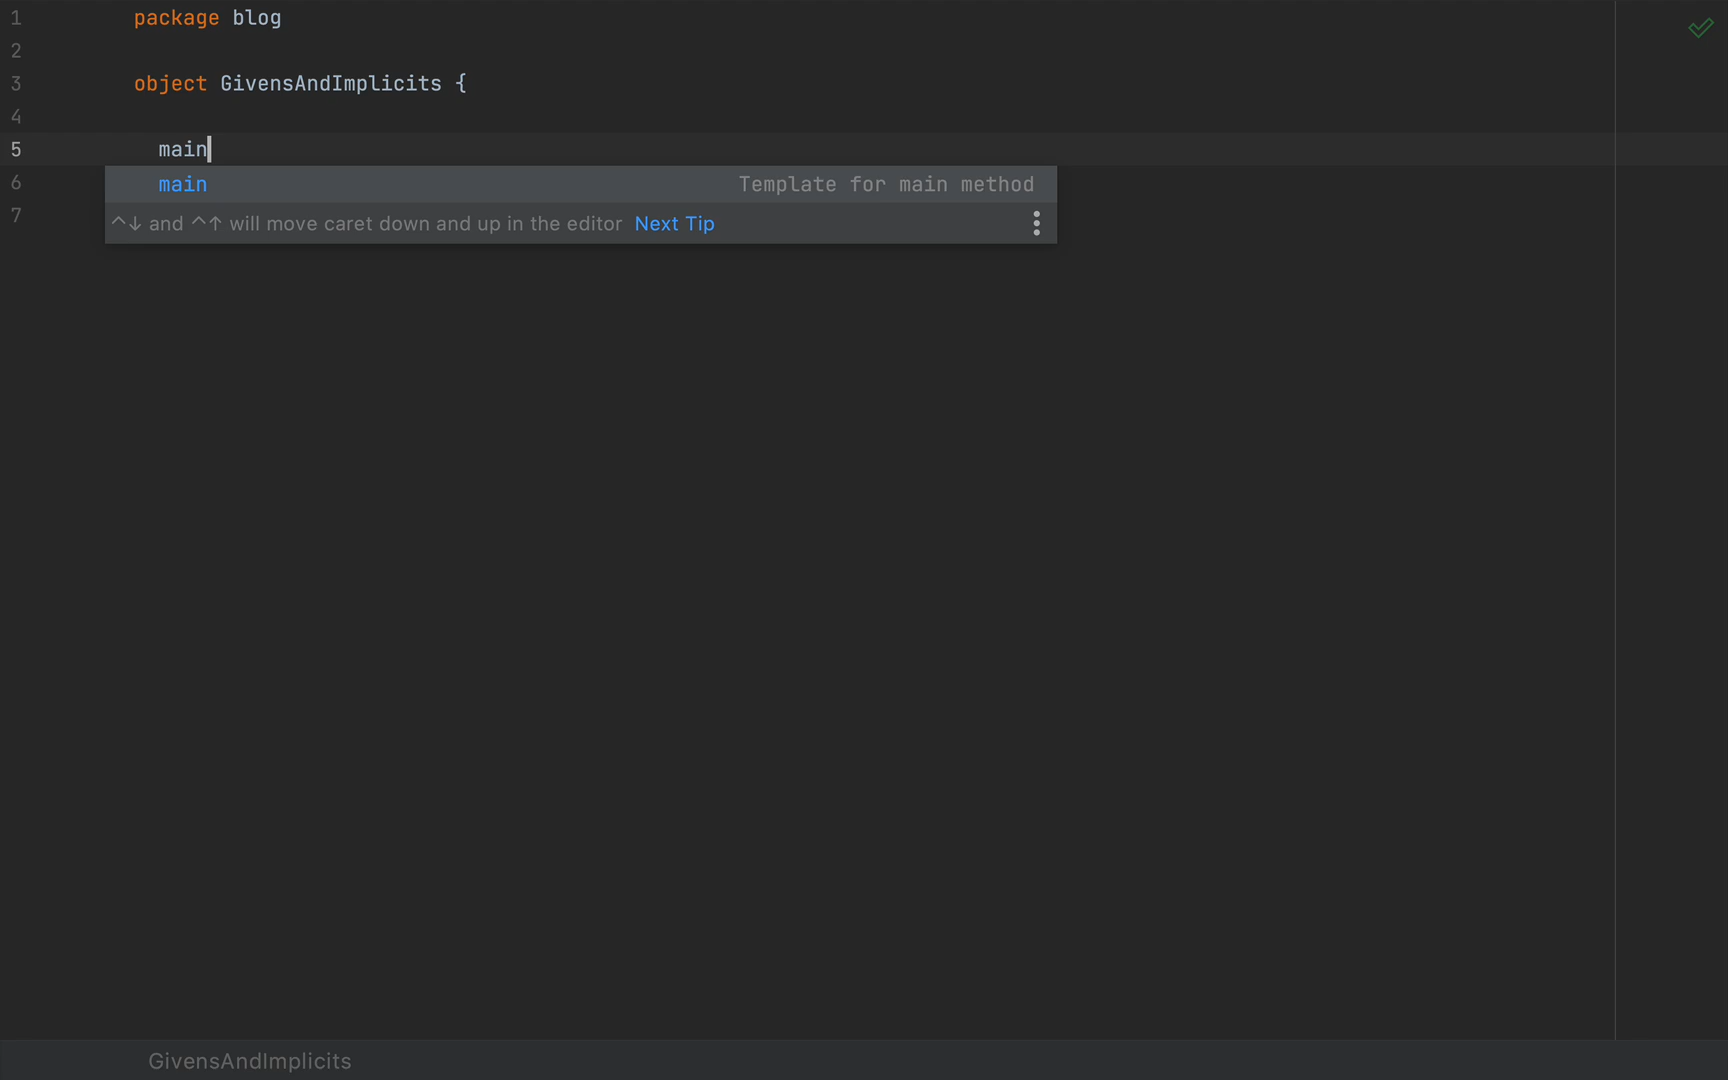 1 package blog
2
3 object GivensAndImplicits {
4
5 main
6 main Template for main method
7 ^↓ and ^↑ will move caret down and up in the editor Next Tip
GivensAndImplicits